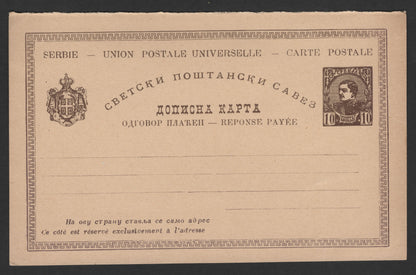 SERBIE — UNION POSTALE UNIVERSELLE — CARTE POSTALE
СВЕТСКИ ПОШТАНСКИ САВЕЗ
ДОПИСНА КАРТА
ОДГОВОР ПЛАЋЕН — REPONSE PAYÉE
10 10
На ову страну ставља се само адрес
Ce côté est réservé exclusivement à l'adresse